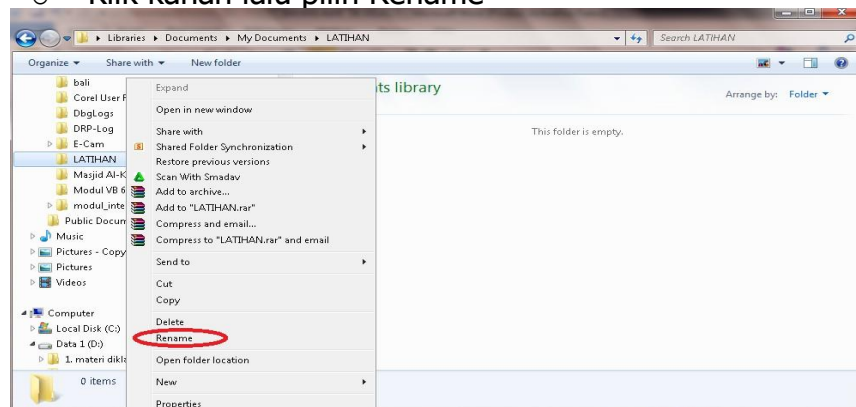 Klik kanan lalu pilih Rename
Libraries ▸ Documents ▸ My Documents ▸ LATIHAN
Search LATIHAN
Organize ▾ Share with ▾ New folder
bali
Corel User F
DbgLogs
DRP-Log
E-Cam
LATIHAN
Masjid Al-K
Modul VB 6
modul_inte
Public Docum
Music
Pictures - Copy
Pictures
Videos
Computer
Local Disk (C:)
Data 1 (D:)
1. materi dikla
0 items
Expand
Open in new window
Share with
Shared Folder Synchronization
Restore previous versions
Scan With Smadav
Add to archive...
Add to "LATIHAN.rar"
Compress and email...
Compress to "LATIHAN.rar" and email
Send to
Cut
Copy
Delete
Rename
Open folder location
New
Properties
ts library
Arrange by: Folder ▾
This folder is empty.